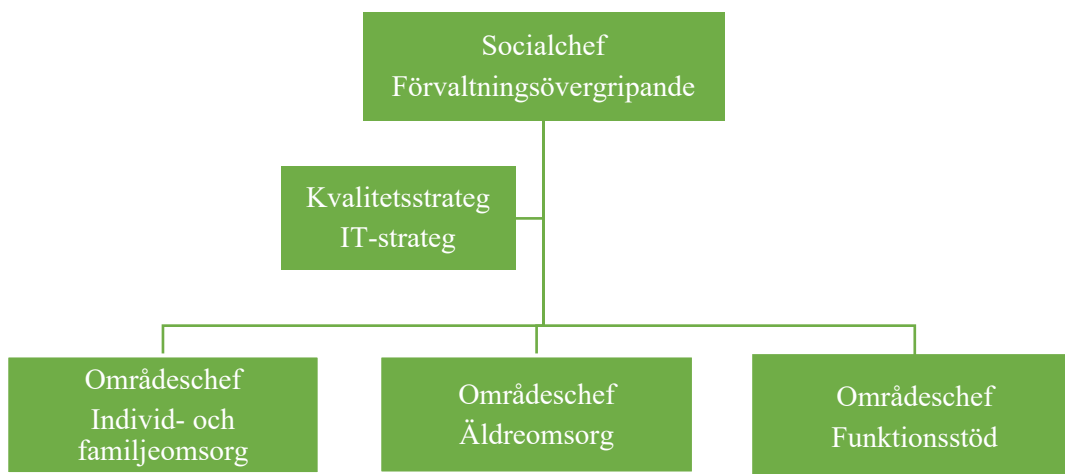 Socialchef
Förvaltningsövergripande
Kvalitetsstrateg
IT-strateg
Områdeschef
Individ- och
familjeomsorg
Områdeschef
Äldreomsorg
Områdeschef
Funktionsstöd